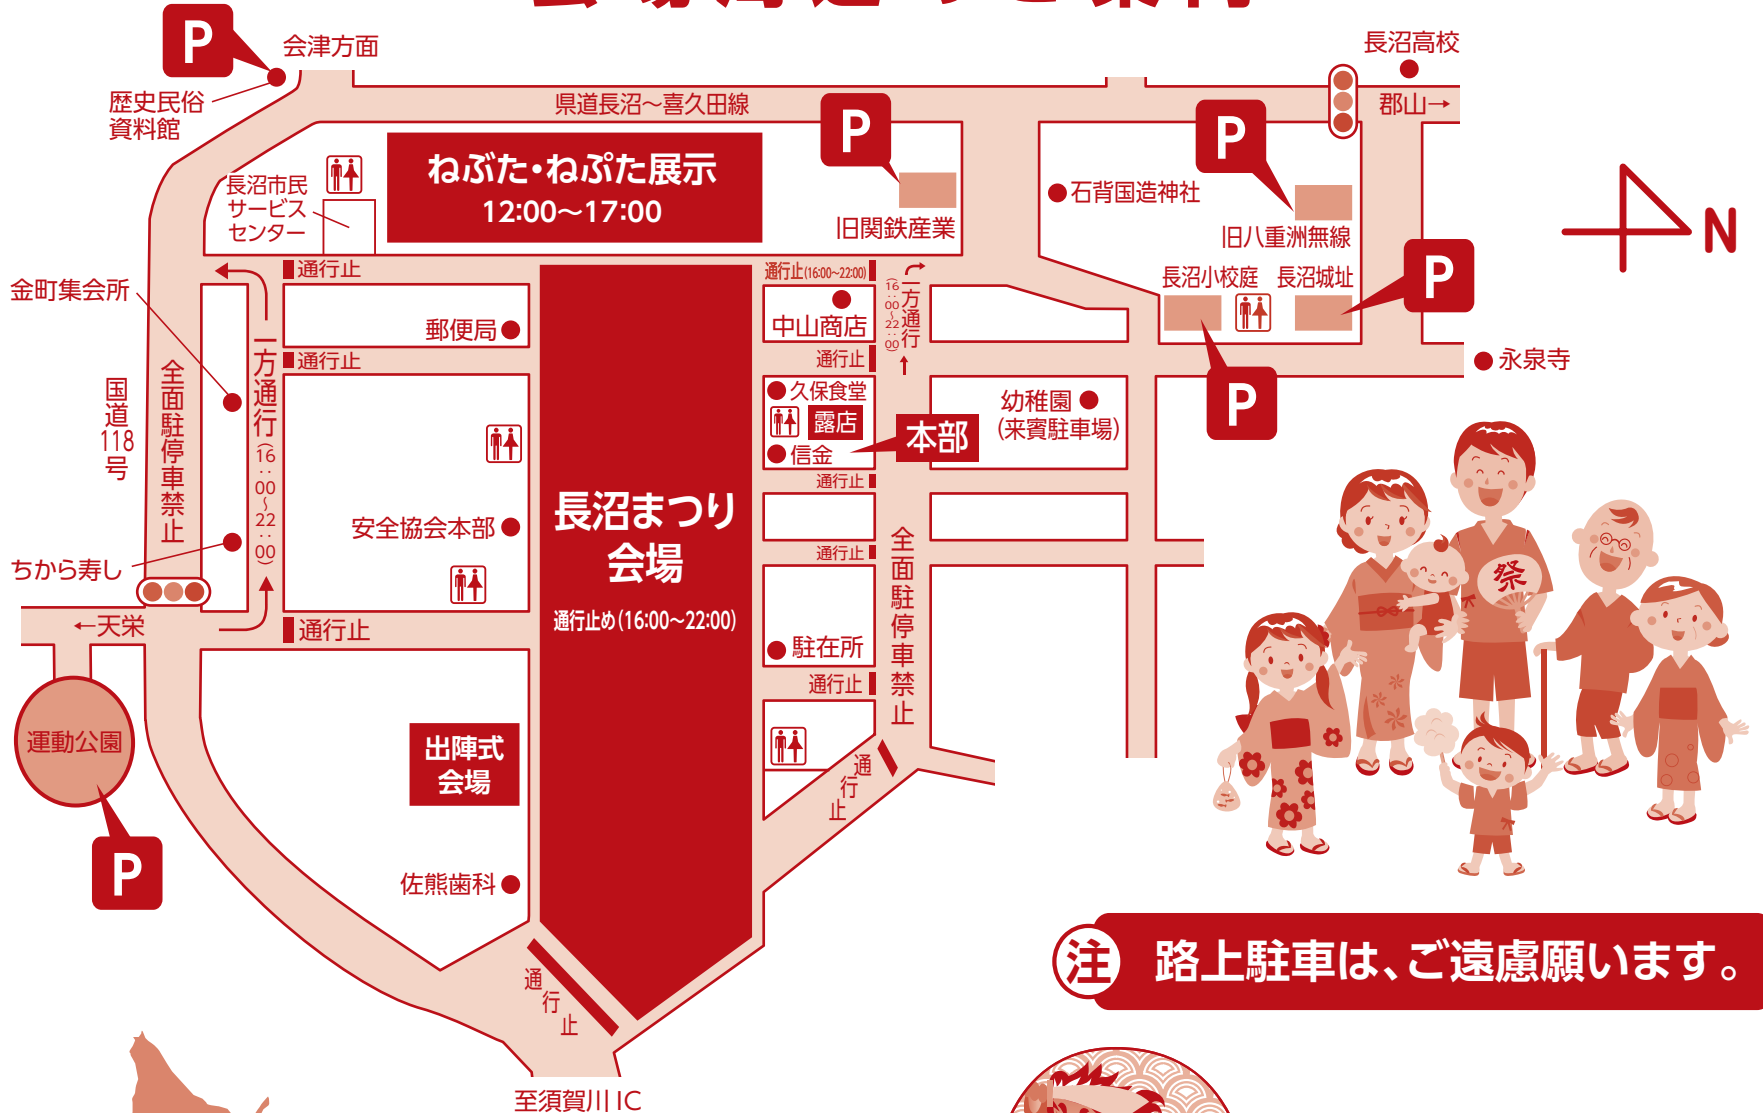 会場周辺のご案内
P
会津方面
長沼高校
歴史民俗
資料館
県道長沼～喜久田線
郡山→
P
P
ねぶた・ねぷた展示
12:00～17:00
長沼市民
サービス
センター
石背国造神社
旧関鉄産業
旧八重洲無線
N
通行止
通行止(16:00～22:00)
一方通行
(16:00～22:00)
長沼小校庭
長沼城址
P
金町集会所
郵便局
中山商店
通行止
通行止
永泉寺
国道118号
全面駐停車禁止
一方通行(16:00～22:00)
久保食堂
露店
信金
本部
幼稚園
(来賓駐車場)
P
通行止
長沼まつり
会場
通行止め(16:00～22:00)
安全協会本部
通行止
全面駐停車禁止
祭
ちから寿し
←天栄
通行止
駐在所
通行止
運動公園
出陣式
会場
通行止
P
佐熊歯科
注 路上駐車は、ご遠慮願います。
通行止
至須賀川 IC